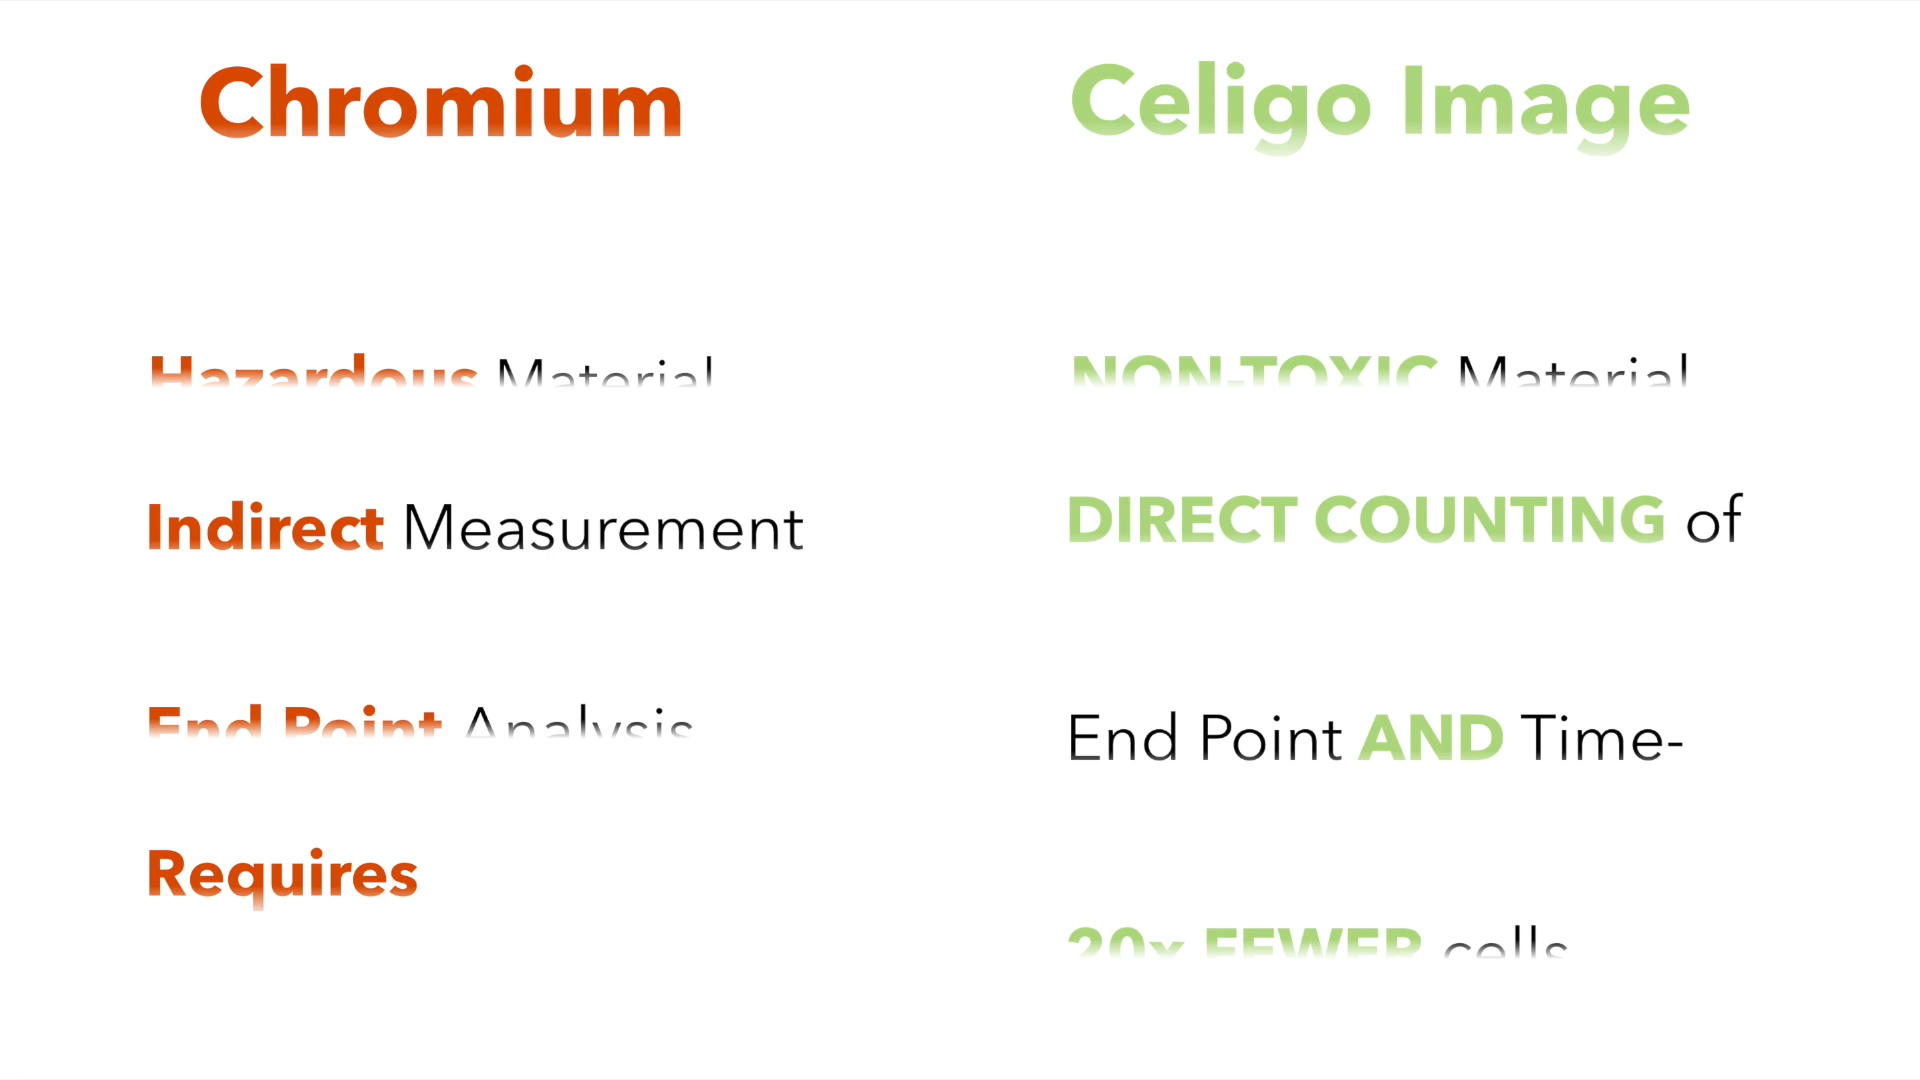 Chromium
Hazardous Material
Indirect Measurement
End Point Analysis
Requires
Celigo Image
NON-TOXIC Material
DIRECT COUNTING of
End Point AND Time-
20x FEWER cells